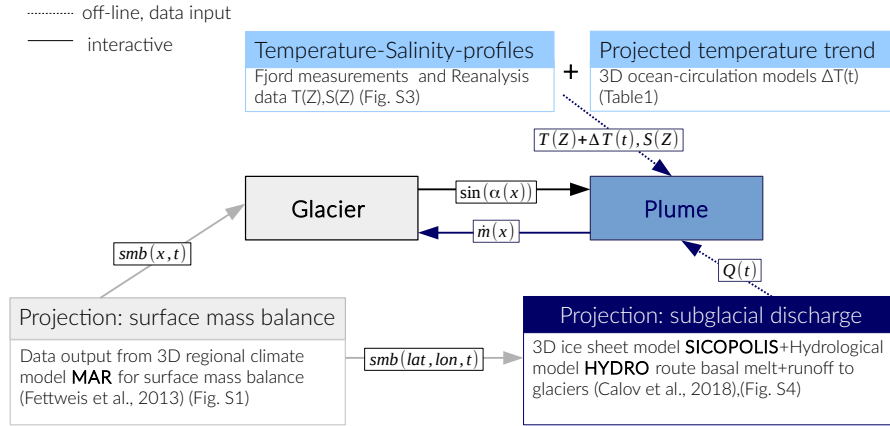 off-line, data input
interactive
Temperature-Salinity-profiles
Fjord measurements and Reanalysis
data T(Z),S(Z) (Fig. S3)
+
Projected temperature trend
3D ocean-circulation models ΔT(t)
(Table1)
T(Z)+ΔT(t),S(Z)
Glacier
sin(α(x))
Plume
ṁ(x)
smb(x,t)
Q(t)
Projection: surface mass balance
Data output from 3D regional climate
model MAR for surface mass balance
(Fettweis et al., 2013) (Fig. S1)
smb(lat,lon,t)
Projection: subglacial discharge
3D ice sheet model SICOPOLIS+Hydrological
model HYDRO route basal melt+runoff to
glaciers (Calov et al., 2018),(Fig. S4)